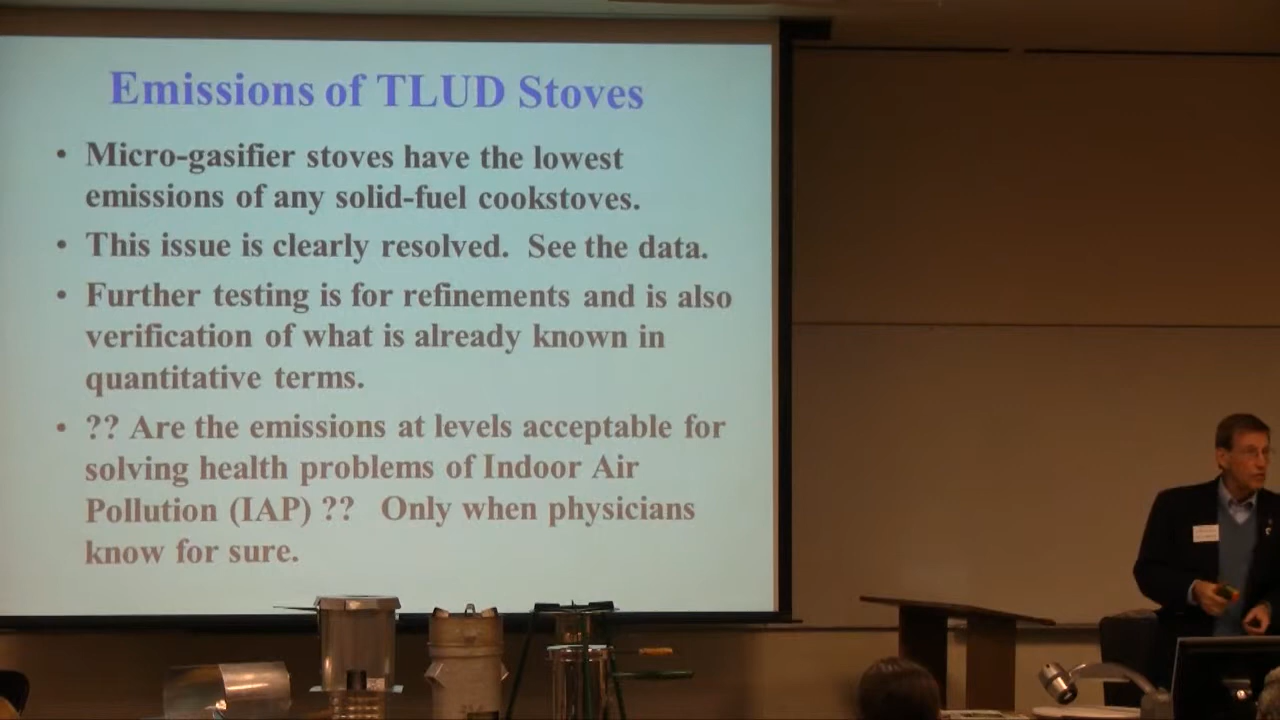 Emissions of TLUD Stoves
• Micro-gasifier stoves have the lowest
emissions of any solid-fuel cookstoves.
• This issue is clearly resolved. See the data.
• Further testing is for refinements and is also
verification of what is already known in
quantitative terms.
• ?? Are the emissions at levels acceptable for
solving health problems of Indoor Air
Pollution (IAP) ?? Only when physicians
know for sure.